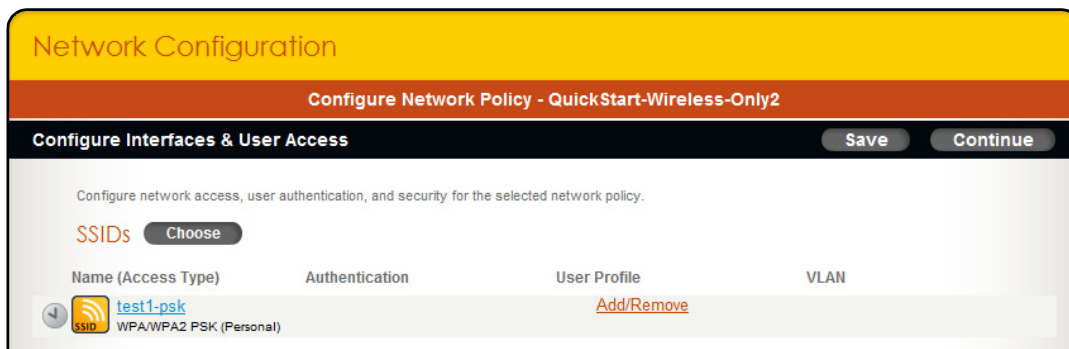 Network Configuration
Configure Network Policy - QuickStart-Wireless-Only2
Configure Interfaces & User Access Save Continue
Configure network access, user authentication, and security for the selected network policy.
SSIDs Choose
Name (Access Type) Authentication User Profile VLAN
test1-psk Add/Remove
SSID WPA/WPA2 PSK (Personal)